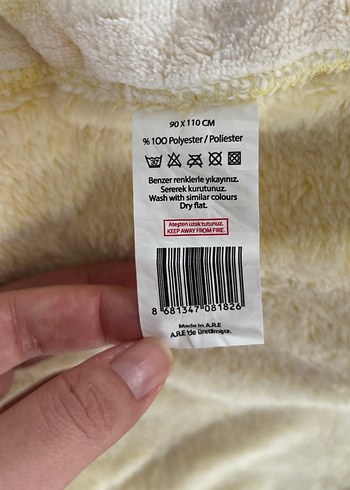 90 X 110 CM
% 100 Polyester / Poliester
Benzer renklerle yıkayınız.
Sererek kurutunuz.
Wash with similar colours
Dry flat.
Ateşten uzak tutunuz.
KEEP AWAY FROM FIRE.
8 681347 081826
Made in A.R.E
A.R.E'de üretilmiştir.